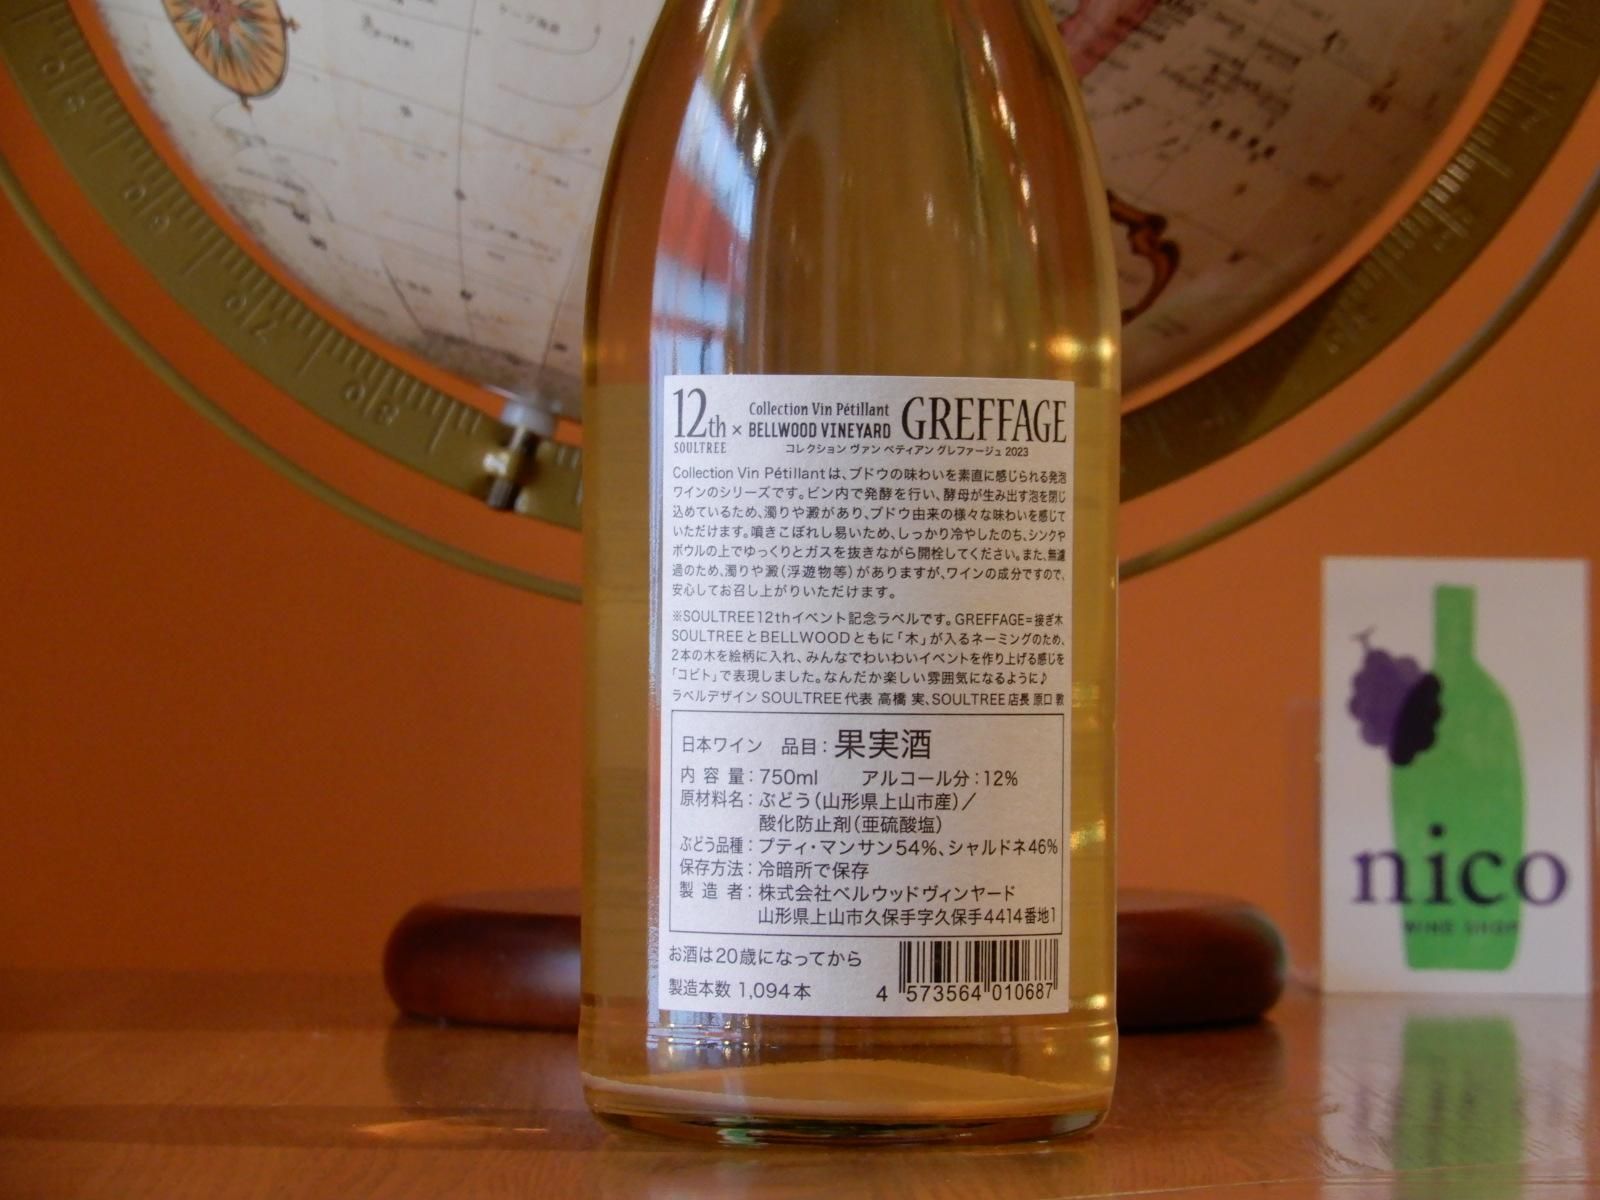 12th SOULTREE × Collection Vin Pétillant BELLWOOD VINEYARD GREFFAGE
コレクション ヴァン ペティアン グレファージュ 2023
Collection Vin Pétillantは、ブドウの味わいを素直に感じられる発泡
ワインのシリーズです。ビン内で発酵を行い、酵母が生み出す泡を閉じ
込めているため、濁りや澱があり、ブドウ由来の様々な味わいを感じて
いただけます。噴きこぼれし易いため、しっかり冷やしたのち、シンクや
ボウルの上でゆっくりとガスを抜きながら開栓してください。また、無濾
過のため、濁りや澱(浮遊物等)がありますが、ワインの成分ですので、
安心してお召し上がりいただけます。
※SOULTREE12thイベント記念ラベルです。GREFFAGE=接ぎ木
SOULTREEとBELLWOODともに「木」が入るネーミングのため、
2本の木を絵柄に入れ、みんなでわいわいイベントを作り上げる感じを
「コビト」で表現しました。なんだか楽しい雰囲気になるように♪
ラベルデザイン SOULTREE代表 高橋 実、SOULTREE店長 原口 敦
日本ワイン 品目:果実酒
内容量:750ml アルコール分:12%
原材料名:ぶどう(山形県上山市産)/
酸化防止剤(亜硫酸塩)
ぶどう品種:プティ・マンサン54%、シャルドネ46%
保存方法:冷暗所で保存
製造者:株式会社ベルウッドヴィンヤード
山形県上山市久保手字久保手4414番地1
お酒は20歳になってから
製造本数 1,094本
4 573564 010687
nico
WINE SHOP